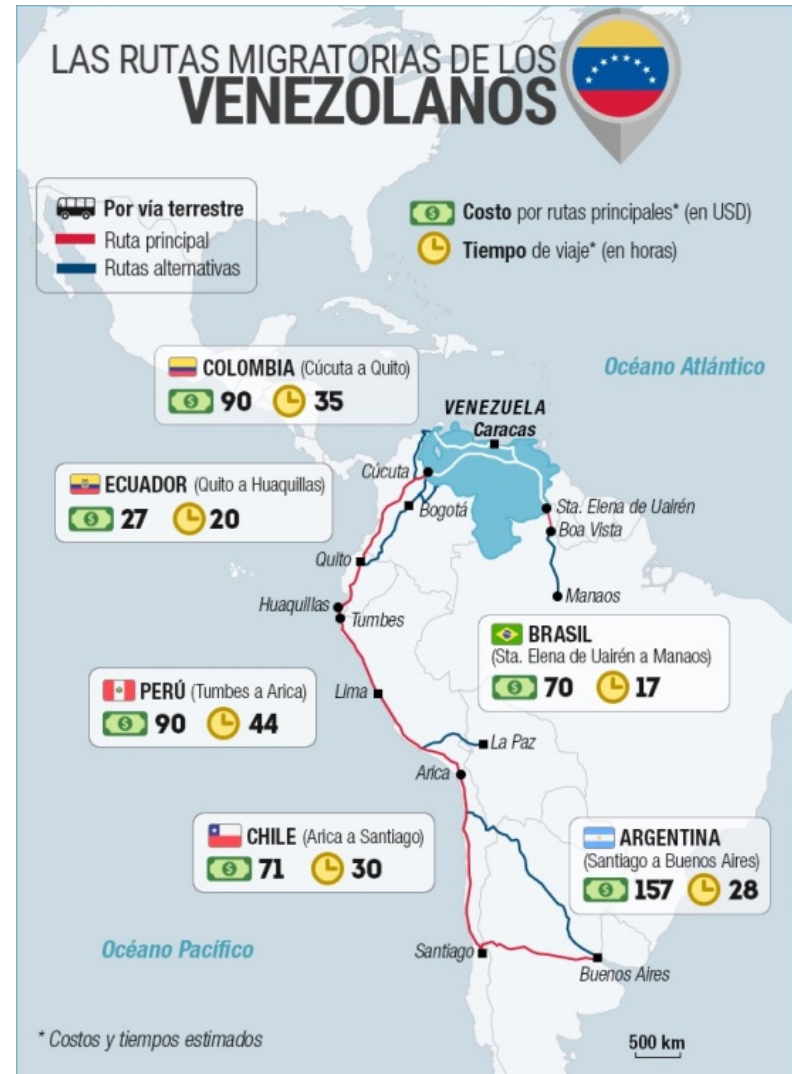 LAS RUTAS MIGRATORIAS DE LOS
VENEZOLANOS
Por vía terrestre
Ruta principal
Rutas alternativas
Costo por rutas principales* (en USD)
Tiempo de viaje* (en horas)
COLOMBIA (Cúcuta a Quito)
90 35
Océano Atlántico
VENEZUELA
Caracas
ECUADOR (Quito a Huaquillas)
27 20
Cúcuta
Bogotá
Sta. Elena de Uairén
Boa Vista
Quito
Manaos
Huaquillas
Tumbes
BRASIL
(Sta. Elena de Uairén a Manaos)
70 17
PERÚ (Tumbes a Arica)
90 44
Lima
La Paz
Arica
CHILE (Arica a Santiago)
71 30
ARGENTINA
(Santiago a Buenos Aires)
157 28
Océano Pacífico
Santiago
Buenos Aires
* Costos y tiempos estimados
500 km